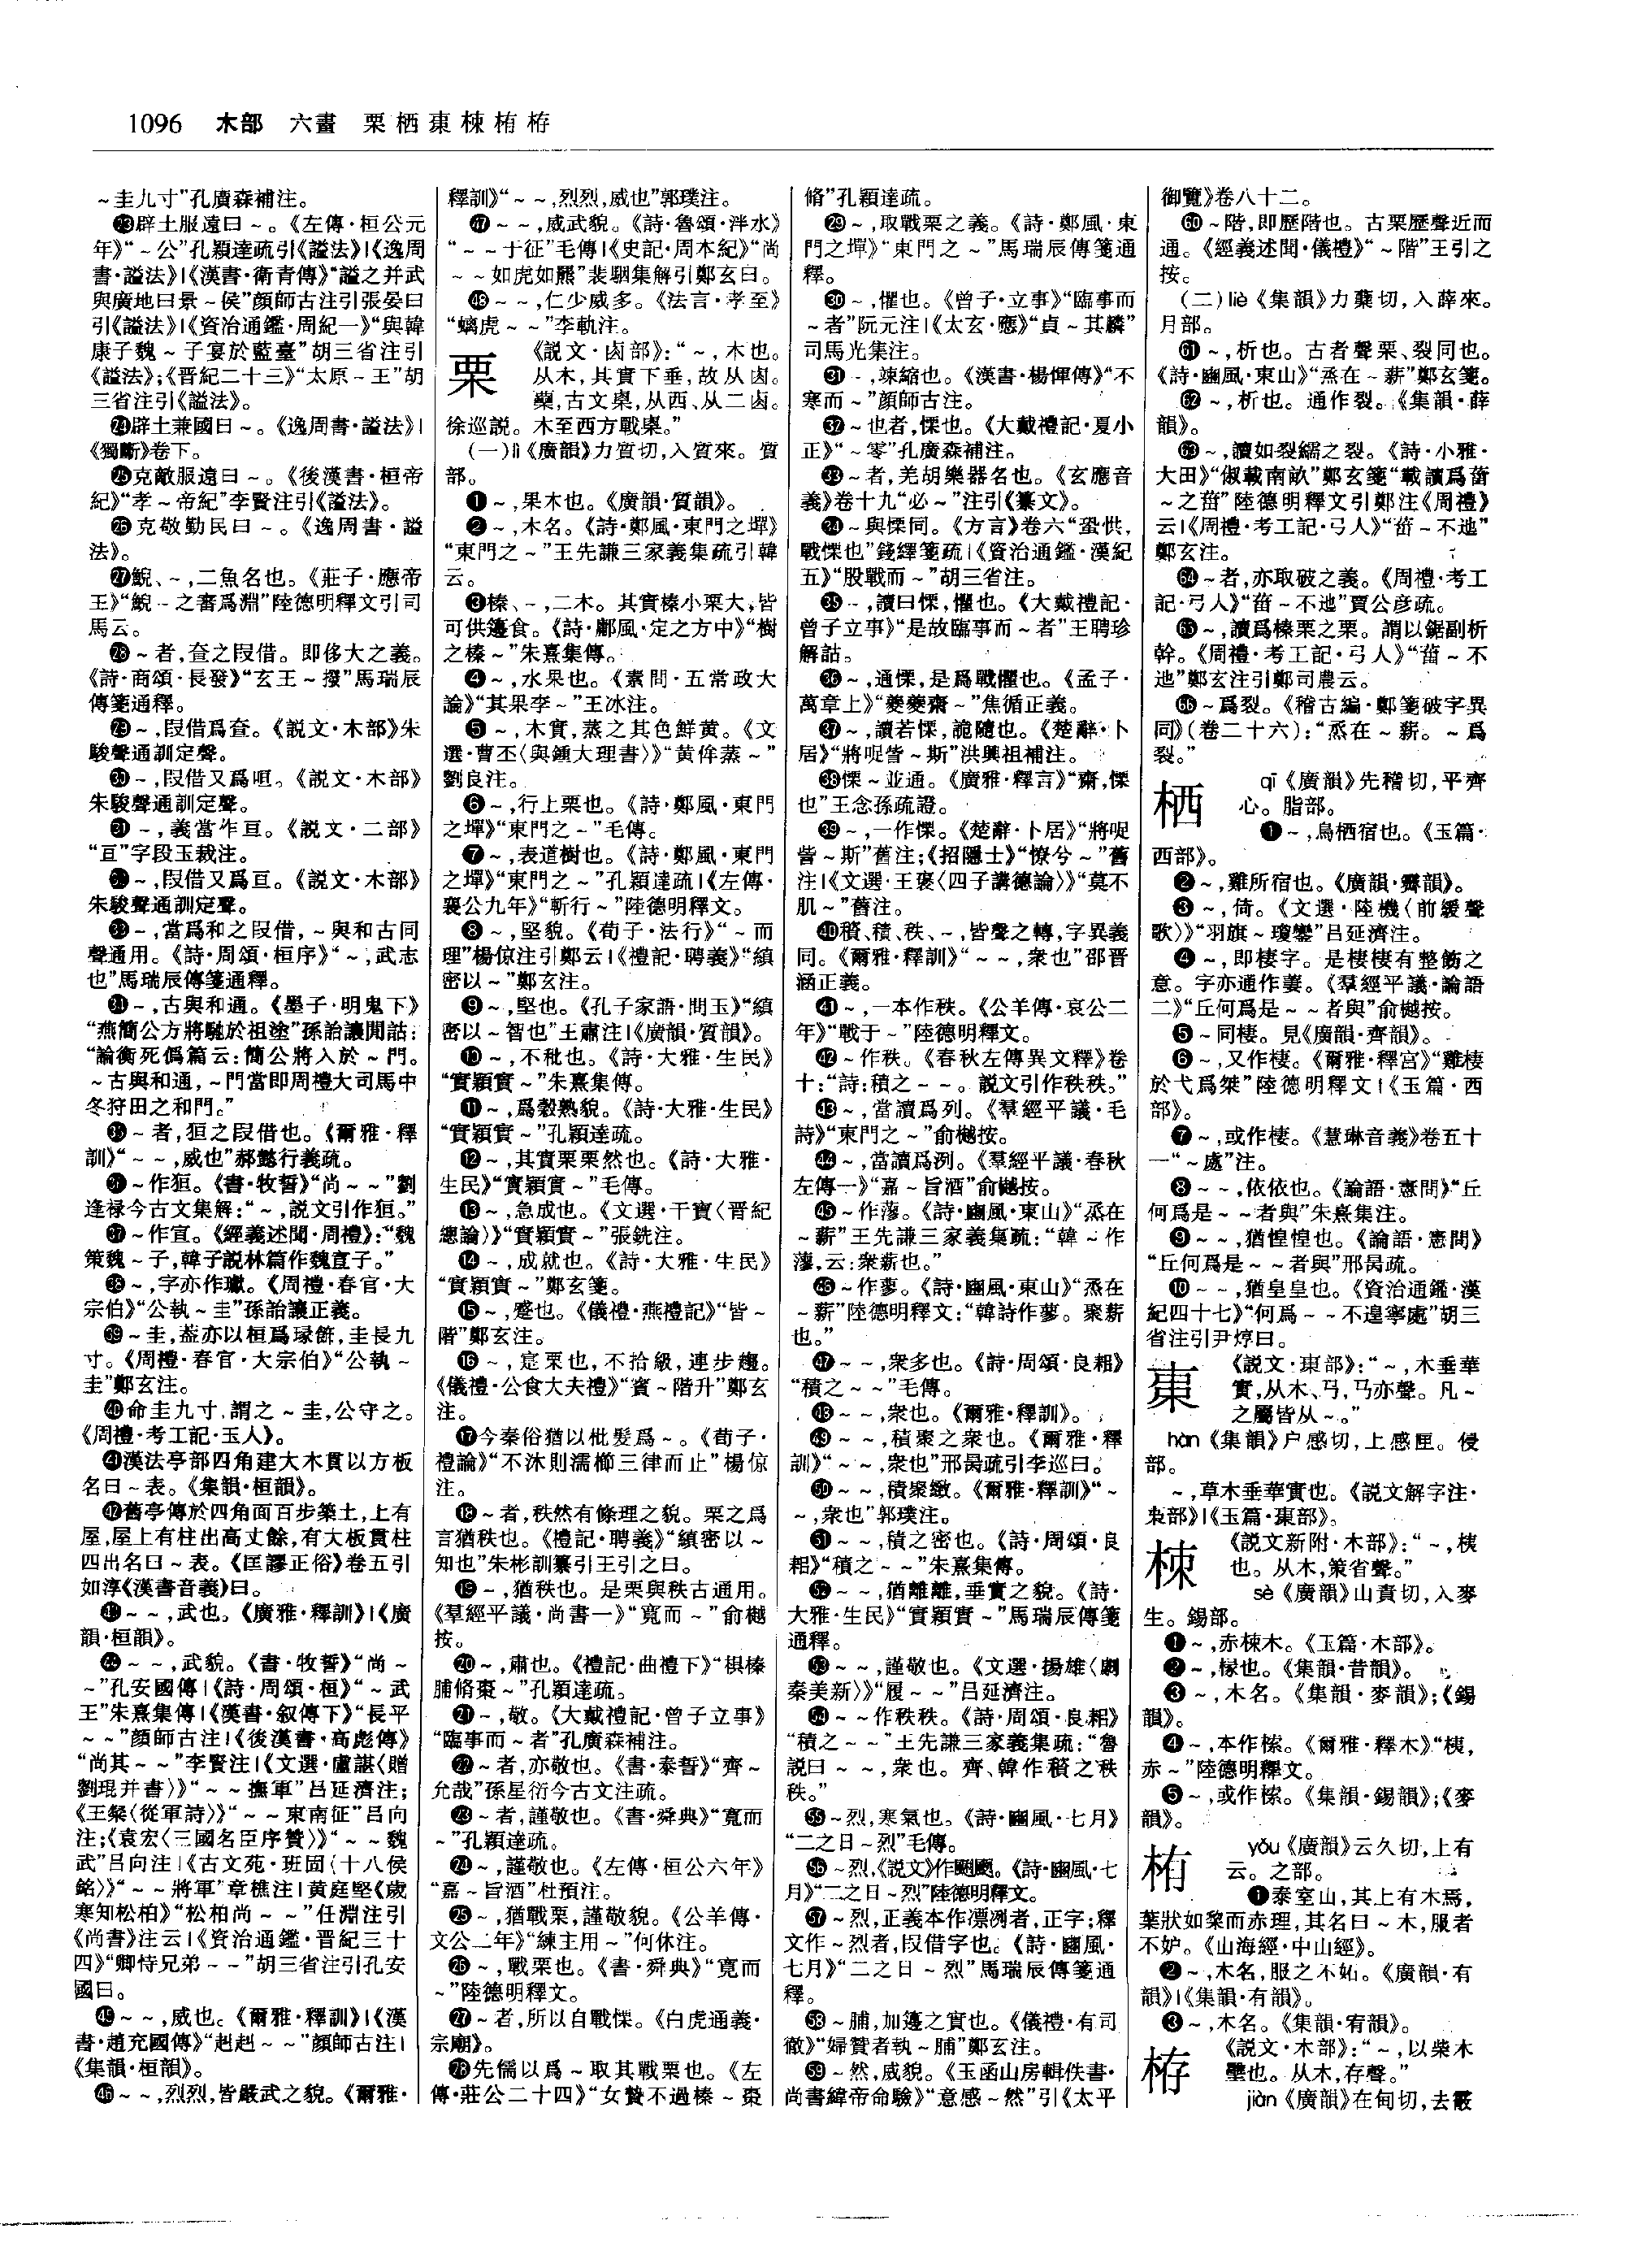 1096 木部 六畫 栗栖𣐺棟栯栫
~圭九寸”孔廣森補注。
㉓辟土服遠曰~。《左傳·桓公元
年》“~公”孔穎達疏引《謚法》|《逸周
書·謚法》|《漢書·衛青傳》“謚之并武
與廣地曰景~侯”顔師古注引張晏曰
引《謚法》|《資治通鑑·周紀一》“與韓
康子魏~子宴於藍臺”胡三省注引
《謚法》;《晋紀二十三》“太原~王”胡
三省注引《謚法》。
㉔辟土兼國曰~。《逸周書·謚法》|
《獨斷》卷下。
㉕克敵服遠曰~。《後漢書·桓帝
紀》“孝~帝紀”李賢注引《謚法》。
㉖克敬勤民曰~。《逸周書·謚
法》。
㉗鯢、~,二魚名也。《莊子·應帝
王》“鯢~之審爲淵”陸德明釋文引司
馬云。
㉘~者,査之叚借。即侈大之義。
《詩·商頌·長發》“玄王~撥”馬瑞辰
傳箋通釋。
㉙~,叚借爲査。《説文·木部》朱
駿聲通訓定聲。
㉚~,叚借又爲咺。《説文·木部》
朱駿聲通訓定聲。
㉛~,義當作亘。《説文·二部》
“亘”字段玉裁注。
㉜~,叚借又爲亘。《説文·木部》
朱駿聲通訓定聲。
㉝~,當爲和之叚借,~與和古同
聲通用。《詩·周頌·桓序》“~,武志
也”馬瑞辰傳箋通釋。
㉞~,古與和通。《墨子·明鬼下》
“燕簡公方將馳於祖塗”孫詒讓閒詁:
“論衡死僞篇云:簡公將入於~門。
~古與和通,~門當即周禮大司馬中
冬狩田之和門。”
㉟~者,狟之叚借也。《爾雅·釋
訓》“~~,威也”郝懿行義疏。
㊱~作狟。《書·牧誓》“尚~~”劉
逢禄今古文集解:“~,説文引作狟。”
㊲~作宣。《經義述聞·周禮》:“魏
策魏~子,韓子説林篇作魏宣子。”
㊳~,字亦作瓛。《周禮·春官·大
宗伯》“公執~圭”孫詒讓正義。
㊴~圭,蓋亦以桓爲瑑飾,圭長九
寸。《周禮·春官·大宗伯》“公執~
圭”鄭玄注。
㊵命圭九寸,謂之~圭,公守之。
《周禮·考工記·玉人》。
㊶漢法亭部四角建大木貫以方板
名曰~表。《集韻·桓韻》。
㊷舊亭傳於四角面百步築土,上有
屋,屋上有柱出高丈餘,有大板貫柱
四出名曰~表。《匡謬正俗》卷五引
如淳《漢書音義》曰。
㊸~~,武也。《廣雅·釋訓》|《廣
韻·桓韻》。
㊹~~,武貌。《書·牧誓》“尚~
~”孔安國傳|《詩·周頌·桓》“~武
王”朱熹集傳|《漢書·叙傳下》“長平
~~”顔師古注|《後漢書·高彪傳》
“尚其~~”李賢注|《文選·盧諶〈贈
劉琨并書〉》“~~撫軍”吕延濟注;
《王粲〈從軍詩〉》“~~東南征”吕向
注;《袁宏〈三國名臣序贊〉》“~~魏
武”吕向注|《古文苑·班固〈十八侯
銘〉》“~~將軍”章樵注|黄庭堅《歲
寒知松柏》“松柏尚~~”任淵注引
《尚書》注云|《資治通鑑·晋紀三十
四》“卿恃兄弟~~”胡三省注引孔安
國曰。
㊺~~,威也。《爾雅·釋訓》|《漢
書·趙充國傳》“赳赳~~”顔師古注|
《集韻·桓韻》。
㊻~~,烈烈,皆嚴武之貌。《爾雅·
釋訓》“~~,烈烈,威也”郭璞注。
㊼~~,威武貌。《詩·魯頌·泮水》
“~~于征”毛傳|《史記·周本紀》“尚
~~如虎如羆”裴駰集解引鄭玄曰。
㊽~~,仁少威多。《法言·孝至》
“螭虎~~”李軌注。
栗 《説文·𠧪部》:“~,木也。
从木,其實下垂,故从𠧪。
𣡷,古文㮚,从西、从二𠧪。
徐巡説。木至西方戰㮚。”
(一)lì《廣韻》力質切,入質來。質
部。
❶~,果木也。《廣韻·質韻》。
❷~,木名。《詩·鄭風·東門之墠》
“東門之~”王先謙三家義集疏引韓
云。
❸榛、~,二木。其實榛小栗大,皆
可供籩食。《詩·鄘風·定之方中》“樹
之榛~”朱熹集傳。
❹~,水果也。《素問·五常政大
論》“其果李~”王冰注。
❺~,木實,蒸之其色鮮黄。《文
選·曹丕〈與鍾大理書〉》“黄侔蒸~”
劉良注。
❻~,行上栗也。《詩·鄭風·東門
之墠》“東門之~”毛傳。
❼~,表道樹也。《詩·鄭風·東門
之墠》“東門之~”孔穎達疏|《左傳·
襄公九年》“斬行~”陸德明釋文。
❽~,堅貌。《荀子·法行》“~而
理”楊倞注引鄭云|《禮記·聘義》“縝
密以~”鄭玄注。
❾~,堅也。《孔子家語·問玉》“縝
密以~智也”王肅注|《廣韻·質韻》。
❿~,不秕也。《詩·大雅·生民》
“實穎實~”朱熹集傳。
⓫~,爲穀熟貌。《詩·大雅·生民》
“實穎實~”孔穎達疏。
⓬~,其實栗栗然也。《詩·大雅·
生民》“實穎實~”毛傳。
⓭~,急成也。《文選·干寶〈晋紀
總論〉》“實穎實~”張銑注。
⓮~,成就也。《詩·大雅·生民》
“實穎實~”鄭玄箋。
⓯~,蹙也。《儀禮·燕禮記》“皆~
階”鄭玄注。
⓰~,寔栗也,不拾級,連步趨。
《儀禮·公食大夫禮》“賓~階升”鄭玄
注。
⓱今秦俗猶以枇髮爲~。《荀子·
禮論》“不沐則濡櫛三律而止”楊倞
注。
⓲~者,秩然有條理之貌。栗之爲
言猶秩也。《禮記·聘義》“縝密以~
知也”朱彬訓纂引王引之曰。
⓳~,猶秩也。是栗與秩古通用。
《羣經平議·尚書一》“寬而~”俞樾
按。
⓴~,肅也。《禮記·曲禮下》“棋榛
脯脩棗~”孔穎達疏。
㉑~,敬。《大戴禮記·曾子立事》
“臨事而~者”孔廣森補注。
㉒~者,亦敬也。《書·泰誓》“齊~
允哉”孫星衍今古文注疏。
㉓~者,謹敬也。《書·舜典》“寬而
~”孔穎達疏。
㉔~,謹敬也。《左傳·桓公六年》
“嘉~旨酒”杜預注。
㉕~,猶戰栗,謹敬貌。《公羊傳·
文公二年》“練主用~”何休注。
㉖~,戰栗也。《書·舜典》“寬而
~”陸德明釋文。
㉗~者,所以自戰慄。《白虎通義·
宗廟》。
㉘先儒以爲~取其戰栗也。《左
傳·莊公二十四》“女贄不過榛~棗
脩”孔穎達疏。
㉙~,取戰栗之義。《詩·鄭風·東
門之墠》“東門之~”馬瑞辰傳箋通
釋。
㉚~,懼也。《曾子·立事》“臨事而
~者”阮元注|《太玄·應》“貞~其麟”
司馬光集注。
㉛~,竦縮也。《漢書·楊惲傳》“不
寒而~”顔師古注。
㉜~也者,慄也。《大戴禮記·夏小
正》“~零”孔廣森補注。
㉝~者,羌胡樂器名也。《玄應音
義》卷十九“必~”注引《纂文》。
㉞~與慄同。《方言》卷六“蛩㤨,
戰慄也”錢繹箋疏|《資治通鑑·漢紀
五》“股戰而~”胡三省注。
㉟~,讀曰慄,懼也。《大戴禮記·
曾子立事》“是故臨事而~者”王聘珍
解詁。
㊱~,通慄,是爲戰懼也。《孟子·
萬章上》“夔夔齋~”焦循正義。
㊲~,讀若慄,詭隨也。《楚辭·卜
居》“將哫訾~斯”洪興祖補注。
㊳慄~並通。《廣雅·釋言》“齋,慄
也”王念孫疏證。
㊴~,一作慄。《楚辭·卜居》“將哫
訾~斯”舊注;《招隱士》“憭兮~”舊
注|《文選·王褒〈四子講德論〉》“莫不
肌~”舊注。
㊵積、𥡯、秩、~,皆聲之轉,字異義
同。《爾雅·釋訓》“~~,衆也”邵晋
涵正義。
㊶~,一本作秩。《公羊傳·哀公二
年》“戰于~”陸德明釋文。
㊷~作秩。《春秋左傳異文釋》卷
十:“詩:積之~~。説文引作秩秩。”
㊸~,當讀爲列。《羣經平議·毛
詩》“東門之~”俞樾按。
㊹~,當讀爲洌。《羣經平議·春秋
左傳一》“嘉~旨酒”俞樾按。
㊺~作蓼。《詩·豳風·東山》“烝在
~薪”王先謙三家義集疏:“韓~作
蓼,云:衆薪也。”
㊻~作蓼。《詩·豳風·東山》“烝在
~薪”陸德明釋文:“韓詩作蓼。聚薪
也。”
㊼~~,衆多也。《詩·周頌·良耜》
“積之~~”毛傳。
㊽~~,衆也。《爾雅·釋訓》。
㊾~~,積聚之衆也。《爾雅·釋
訓》“~~,衆也”邢昺疏引李巡曰。
㊿~~,積聚緻。《爾雅·釋訓》“~
~,衆也”郭璞注。
51~~,積之密也。《詩·周頌·良
耜》“積之~~”朱熹集傳。
52~~,猶離離,垂實之貌。《詩·
大雅·生民》“實穎實~”馬瑞辰傳箋
通釋。
53~~,謹敬也。《文選·揚雄〈劇
秦美新〉》“履~~”吕延濟注。
54~~作秩秩。《詩·周頌·良耜》
“積之~~”王先謙三家義集疏:“魯
説曰~~,衆也。齊、韓作𥡯之秩
秩。”
55~烈,寒氣也。《詩·豳風·七月》
“二之日~烈”毛傳。
56~烈,《説文》作颲颲。《詩·豳風·七
月》“二之日~烈”陸德明釋文。
57~烈,正義本作凓冽者,正字;釋
文作~烈者,叚借字也。《詩·豳風·
七月》“二之日~烈”馬瑞辰傳箋通
釋。
58~脯,加籩之實也。《儀禮·有司
徹》“婦贊者執~脯”鄭玄注。
59~然,威貌。《玉函山房輯佚書·
尚書緯帝命驗》“意感~然”引《太平
御覽》卷八十二。
60~階,即歷階也。古栗歷聲近而
通。《經義述聞·儀禮》“~階”王引之
按。
(二)liè《集韻》力櫱切,入薛來。
月部。
61~,析也。古者聲栗、裂同也。
《詩·豳風·東山》“烝在~薪”鄭玄箋。
62~,析也。通作裂。《集韻·薛
韻》。
63~,讀如裂繻之裂。《詩·小雅·
大田》“俶載南畝”鄭玄箋“載讀爲菑
~之菑”陸德明釋文引鄭注《周禮》
云|《周禮·考工記·弓人》“菑~不迆”
鄭玄注。
64~者,亦取破之義。《周禮·考工
記·弓人》“菑~不迆”賈公彦疏。
65~,讀爲榛栗之栗。謂以鋸副析
幹。《周禮·考工記·弓人》“菑~不
迆”鄭玄注引鄭司農云。
66~爲裂。《稽古編·鄭箋破字異
同》(卷二十六):“烝在~薪。~爲
裂。”
栖 qī《廣韻》先稽切,平齊
心。脂部。
❶~,鳥栖宿也。《玉篇·
西部》。
❷~,雞所宿也。《廣韻·霽韻》。
❸~,倚。《文選·陸機〈前緩聲
歌〉》“羽旗~瓊鸞”吕延濟注。
❹~,即棲字。是棲棲有整飭之
意。字亦通作萋。《羣經平議·論語
二》“丘何爲是~~者與”俞樾按。
❺~同棲。見《廣韻·齊韻》。
❻~,又作棲。《爾雅·釋宫》“雞棲
於弋爲榤”陸德明釋文|《玉篇·西
部》。
❼~,或作棲。《慧琳音義》卷五十
一“~處”注。
❽~~,依依也。《論語·憲問》“丘
何爲是~~者與”朱熹集注。
❾~~,猶惶惶也。《論語·憲問》
“丘何爲是~~者與”邢昺疏。
❿~~,猶皇皇也。《資治通鑑·漢
紀四十七》“何爲~~不遑寧處”胡三
省注引尹焞曰。
𣐺 《説文·𣐺部》:“~,木垂華
實,从木、𢎘,𢎘亦聲。凡~
之屬皆从~。”
hàn《集韻》户感切,上感匣。侵
部。
~,草木垂華實也。《説文解字注·
𣐺部》|《玉篇·𣐺部》。
梀 《説文新附·木部》:“~,桋
也。从木,策省聲。”
sè《廣韻》山責切,入麥
生。錫部。
❶~,赤梀木。《玉篇·木部》。
❷~,椽也。《集韻·昔韻》。
❸~,木名。《集韻·麥韻》;《錫
韻》。
❹~,本作㮶。《爾雅·釋木》“桋,
赤~”陸德明釋文。
❺~,或作㮶。《集韻·錫韻》;《麥
韻》。
栯 yǒu《廣韻》云久切,上有
云。之部。
❶泰室山,其上有木焉,
葉狀如棃而赤理,其名曰~木,服者
不妒。《山海經·中山經》。
❷~,木名,服之不妬。《廣韻·有
韻》|《集韻·有韻》。
❸~,木名。《集韻·宥韻》。
栫 《説文·木部》:“~,以柴木
壅也。从木,存聲。”
jiàn《廣韻》在甸切,去霰